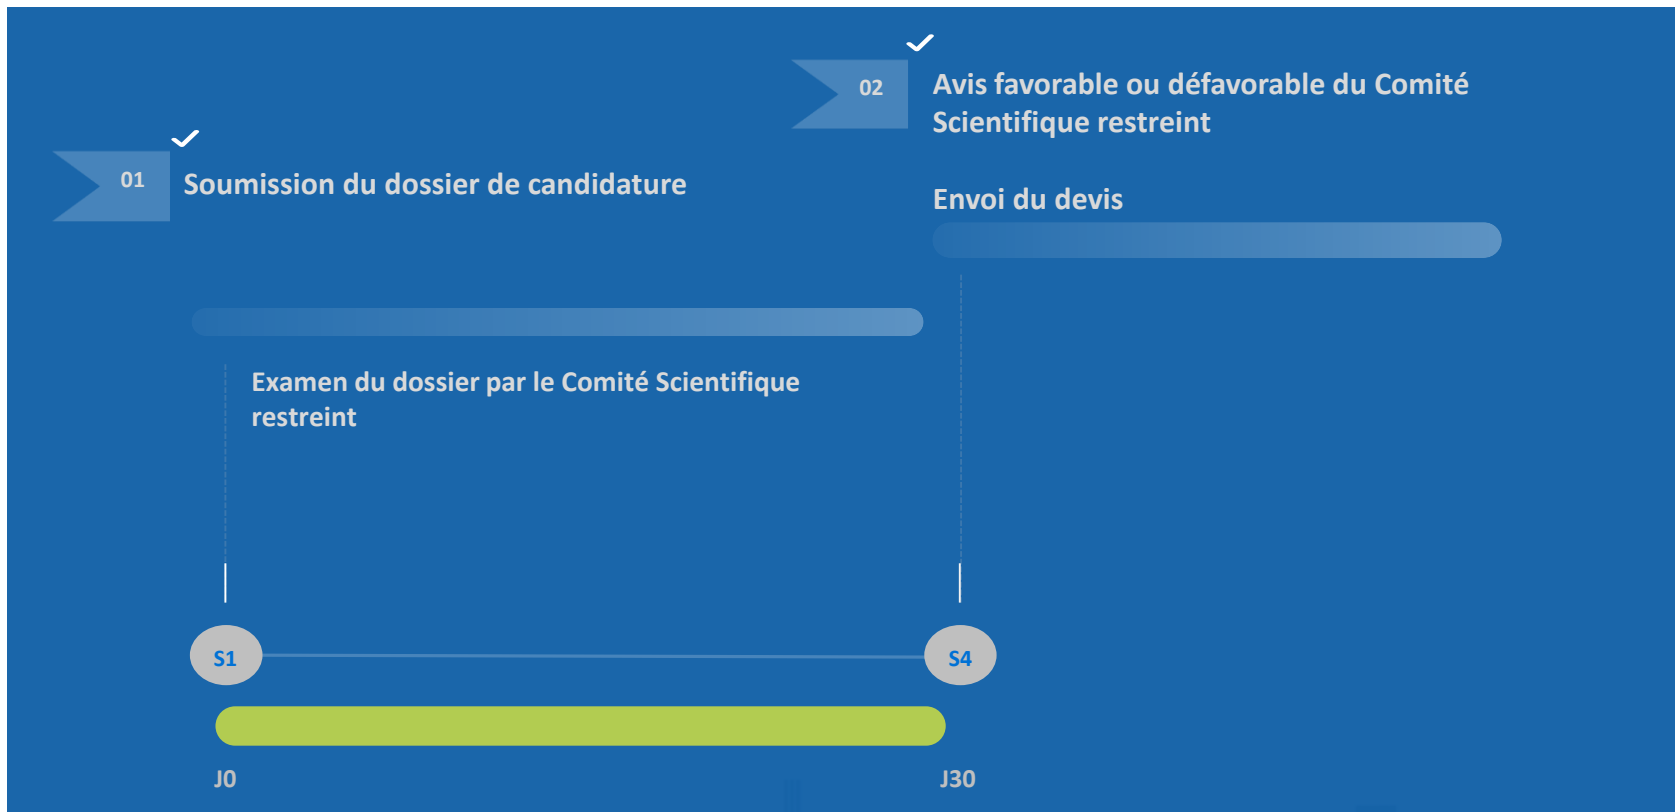 01
Soumission du dossier de candidature
Examen du dossier par le Comité Scientifique
restreint
02
Avis favorable ou défavorable du Comité
Scientifique restreint
Envoi du devis
S1
S4
J0
J30